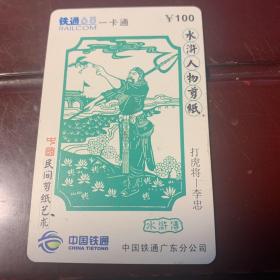 铁通68一卡通
RAILCOM
¥100
水浒人物剪纸
打虎将—李忠
中国民间剪纸艺术
水浒传
中国铁通
CHINA TIETONG
中国铁通广东分公司